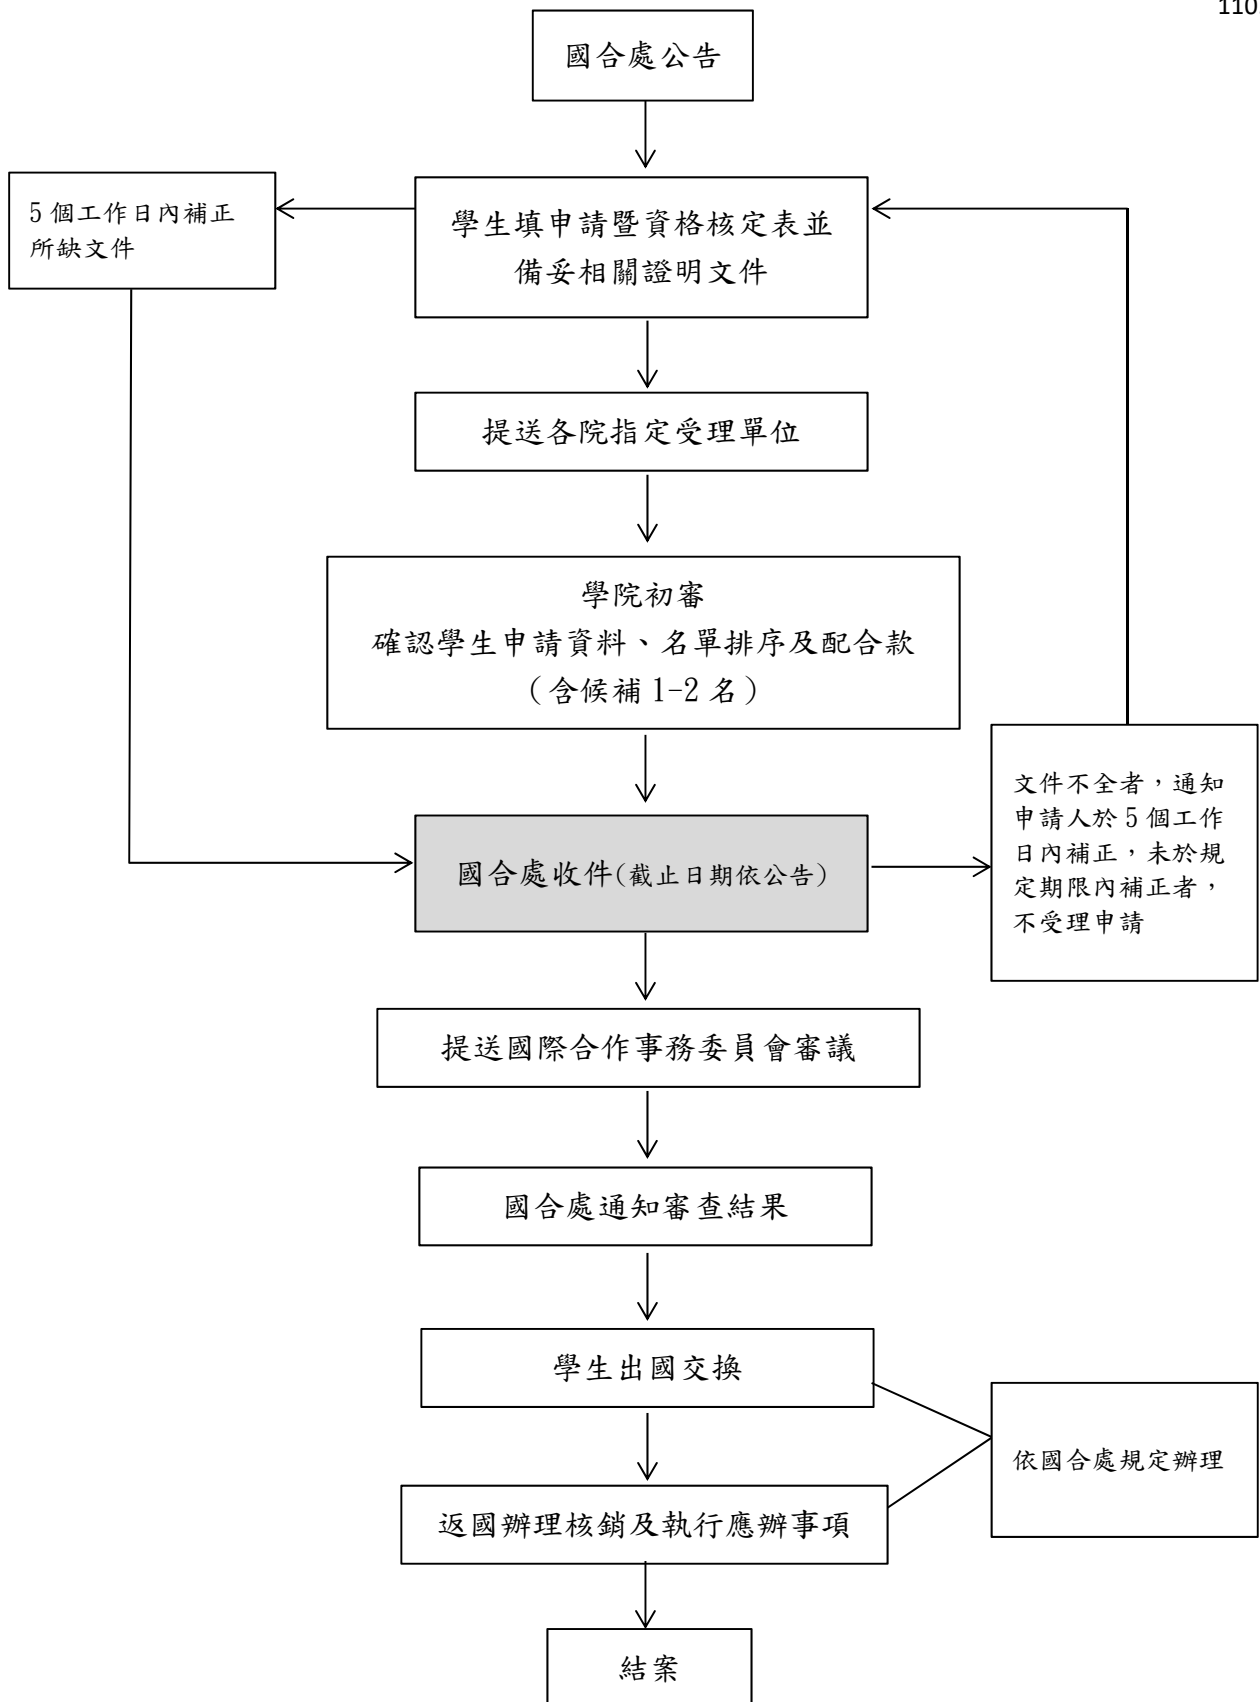 110
國合處公告
5 個工作日內補正
所缺文件
學生填申請暨資格核定表並
備妥相關證明文件
提送各院指定受理單位
學院初審
確認學生申請資料、名單排序及配合款
（含候補 1-2 名）
國合處收件(截止日期依公告)
文件不全者，通知
申請人於 5 個工作
日內補正，未於規
定期限內補正者，
不受理申請
提送國際合作事務委員會審議
國合處通知審查結果
學生出國交換
依國合處規定辦理
返國辦理核銷及執行應辦事項
結案